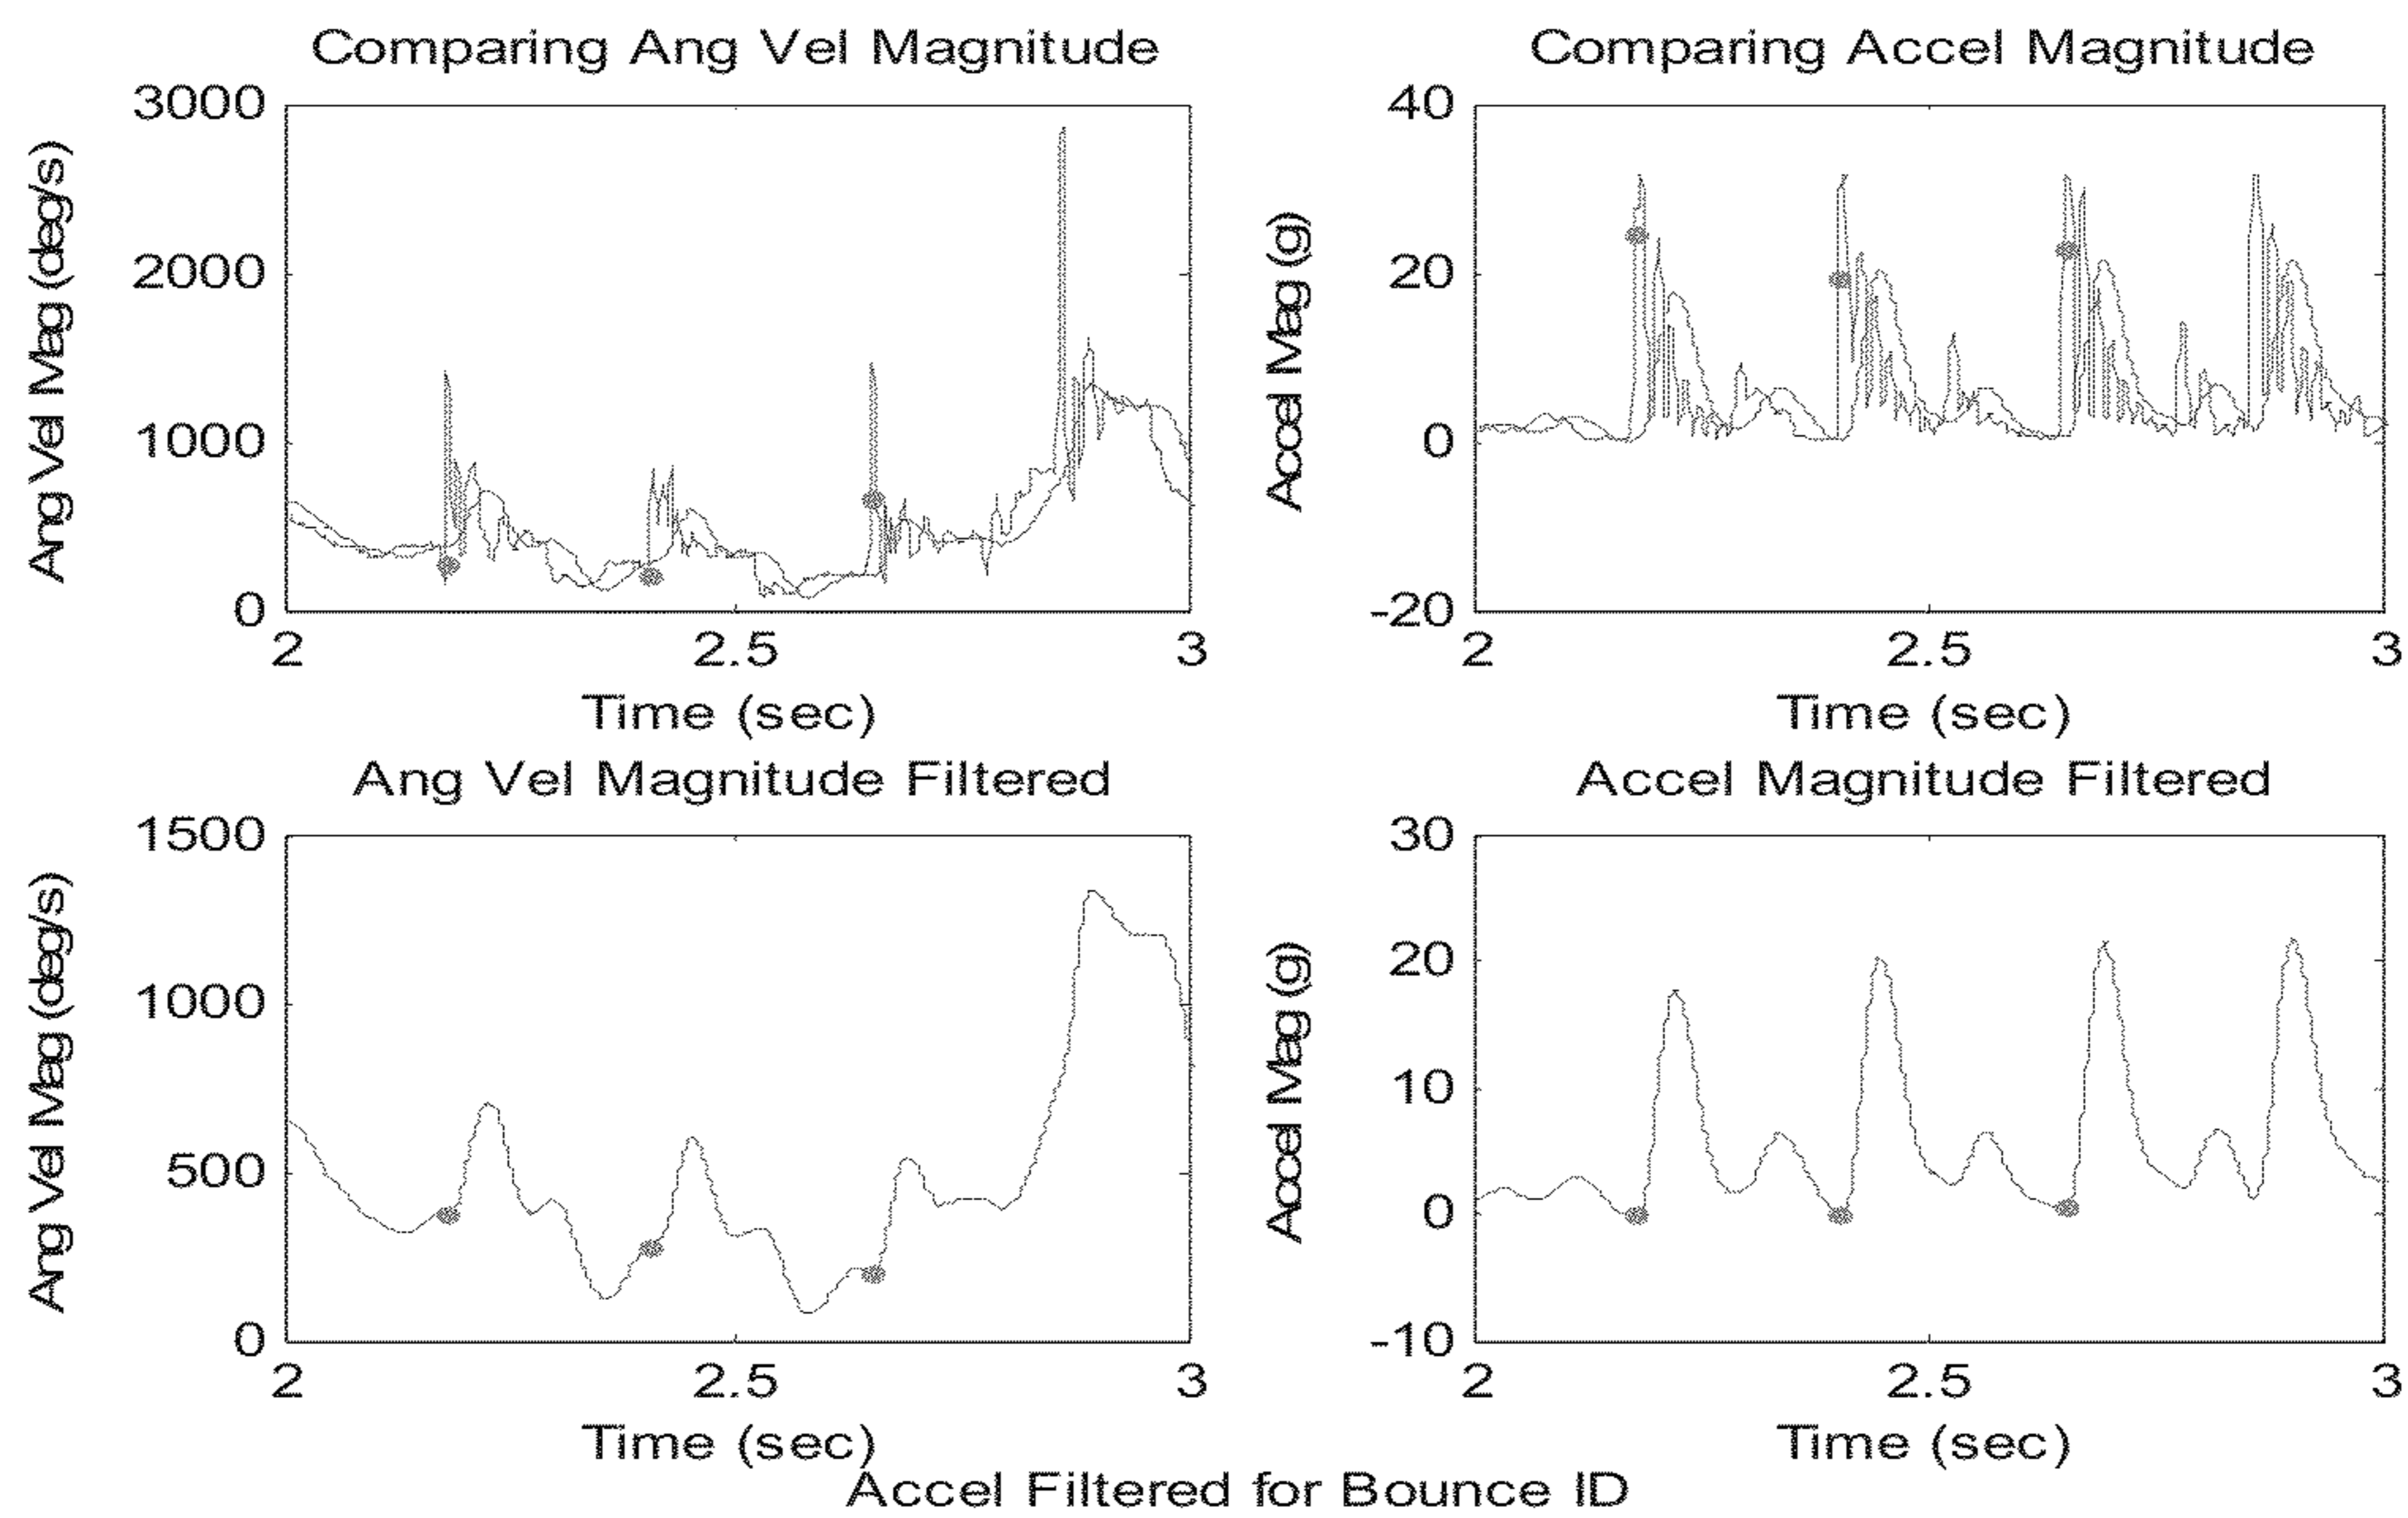 Comparing Ang Vel Magnitude
Ang Vel Mag (deg/s)
3000
2000
1000
0
2
2.5
3
Time (sec)
Comparing Accel Magnitude
Accel Mag (g)
40
20
0
-20
2
2.5
3
Time (sec)
Ang Vel Magnitude Filtered
Ang Vel Mag (deg/s)
1500
1000
500
0
2
2.5
3
Time (sec)
Accel Magnitude Filtered
Accel Mag (g)
30
20
10
0
-10
2
2.5
3
Time (sec)
Accel Filtered for Bounce ID